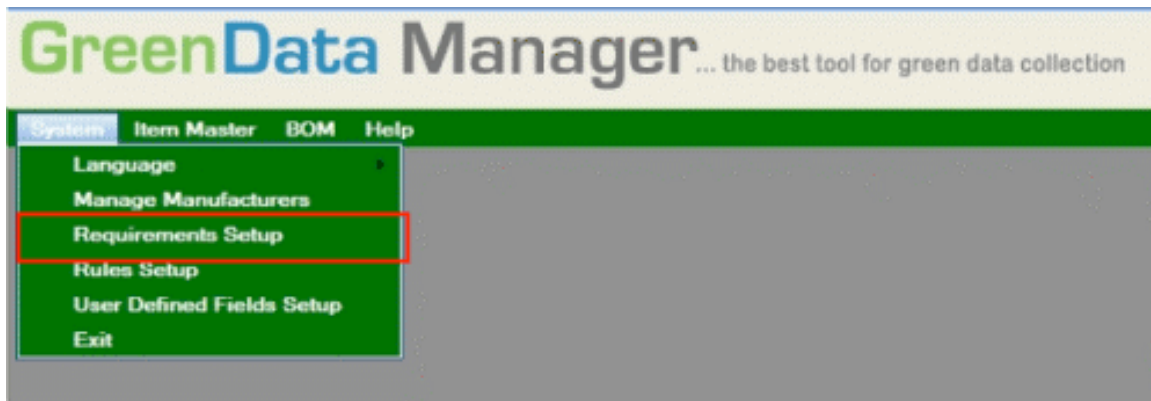 GreenData Manager... the best tool for green data collection
System Item Master BOM Help
Language
Manage Manufacturers
Requirements Setup
Rules Setup
User Defined Fields Setup
Exit